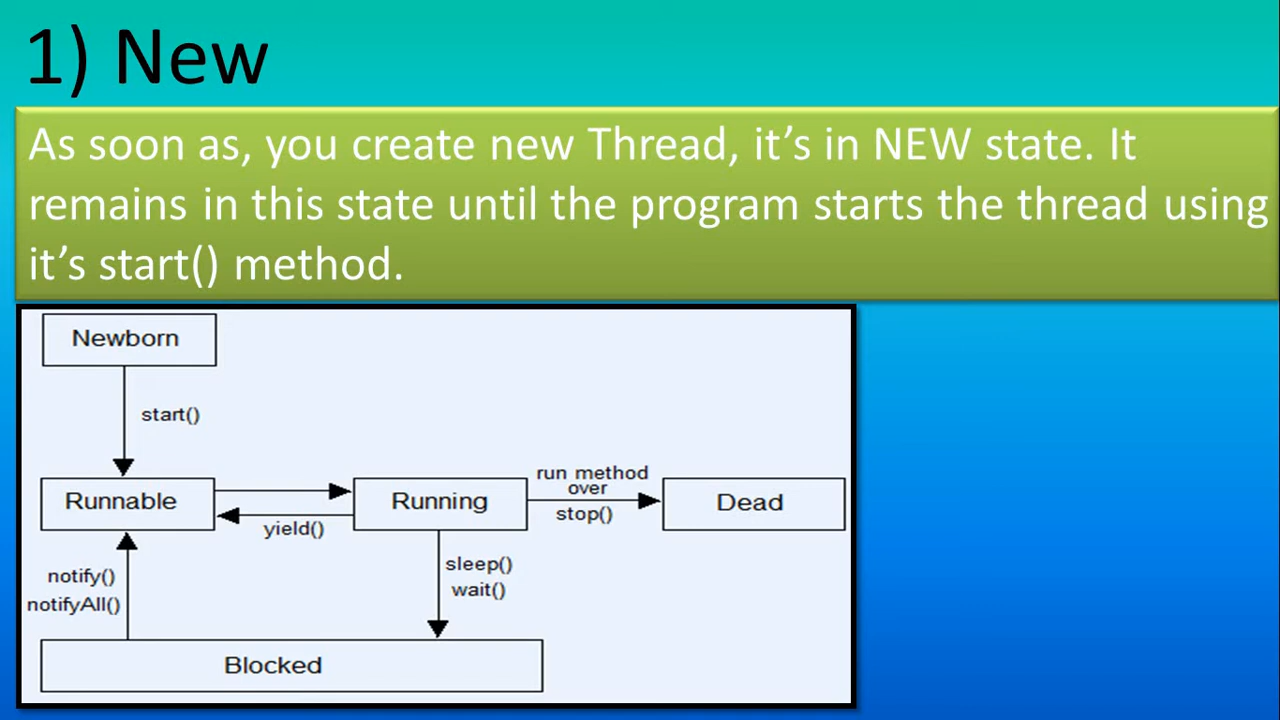 1) New
As soon as, you create new Thread, it’s in NEW state. It
remains in this state until the program starts the thread using
it’s start() method.
Newborn
start()
Runnable
yield()
Running
run method
over
stop()
Dead
notify()
notifyAll()
sleep()
wait()
Blocked